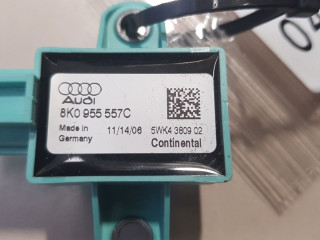 Audi
8K0 955 557C
Made in Germany
11/14/06
5WK4 3809 02
Continental